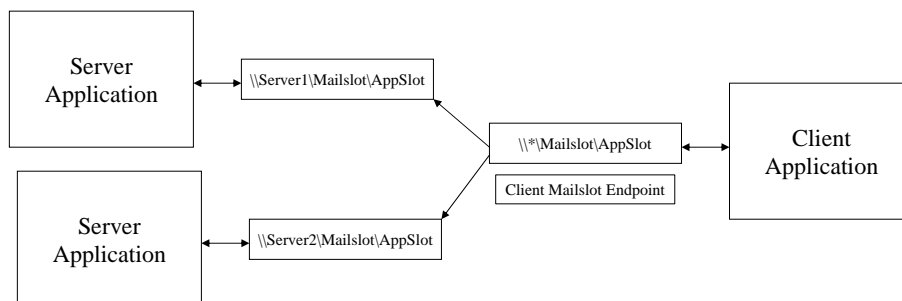 Server
Application
\\Server1\Mailslot\AppSlot
\\*\Mailslot\AppSlot
Client Mailslot Endpoint
Client
Application
Server
Application
\\Server2\Mailslot\AppSlot